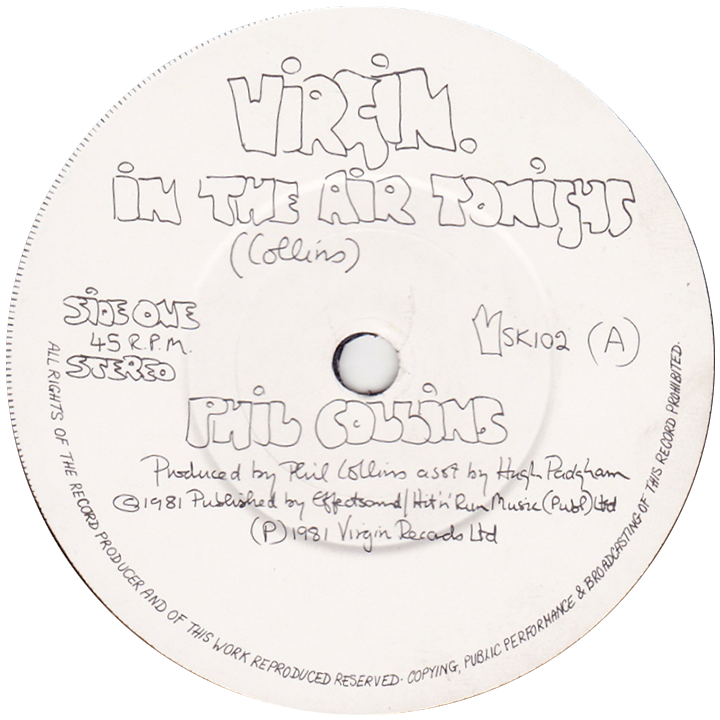 VIRGIN.
IN THE AIR TONIGHT
(Collins)
SIDE ONE
45 R.P.M.
STEREO
VSK102 (A)
PHIL COLLINS
Produced by Phil Collins asst by Hugh Padgham
© 1981 Published by Effectsound/Hit'n'Run Music (Publ) Ltd
(P) 1981 Virgin Records Ltd
ALL RIGHTS OF THE RECORD PRODUCER AND OF THIS WORK REPRODUCED RESERVED. COPYING, PUBLIC PERFORMANCE & BROADCASTING OF THIS RECORD PROHIBITED.